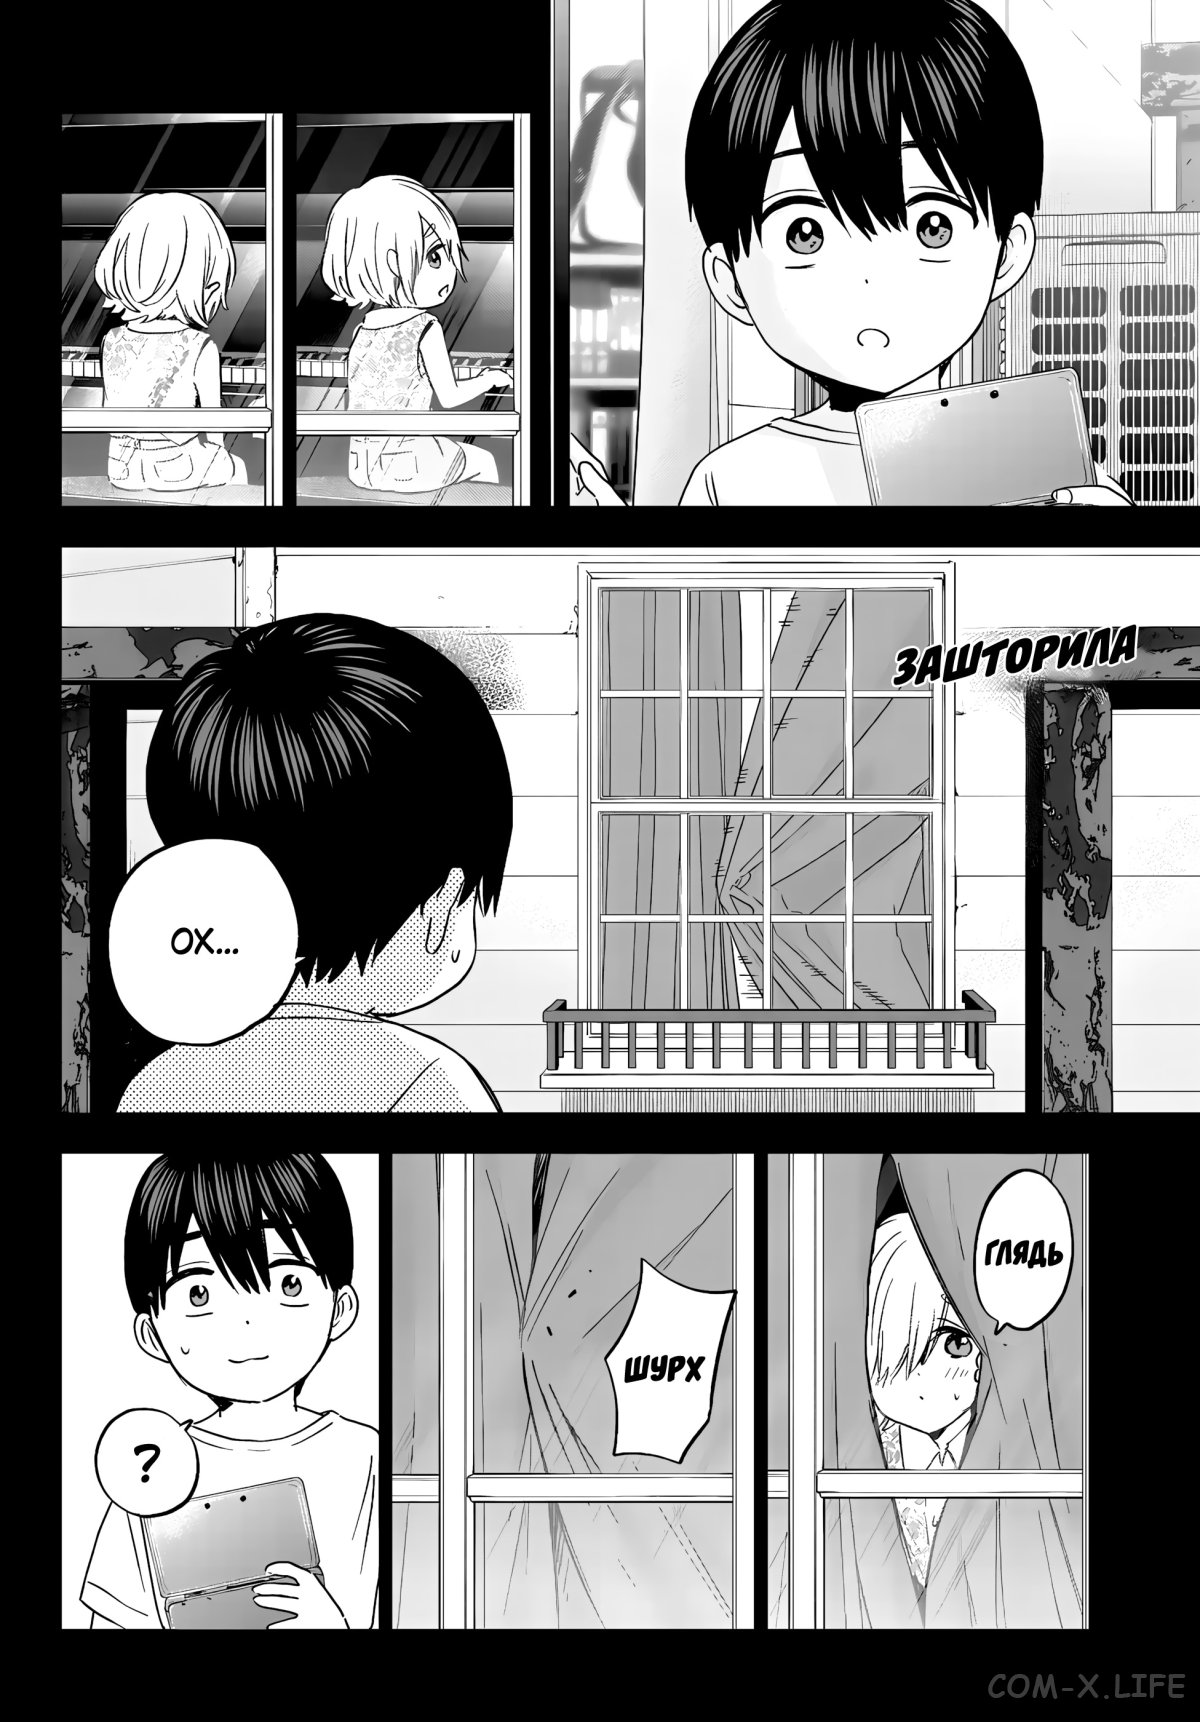 ЗАШТОРИЛА
ОХ...
ГЛЯДЬ
ШУРХ
?
COM-X.LIFE